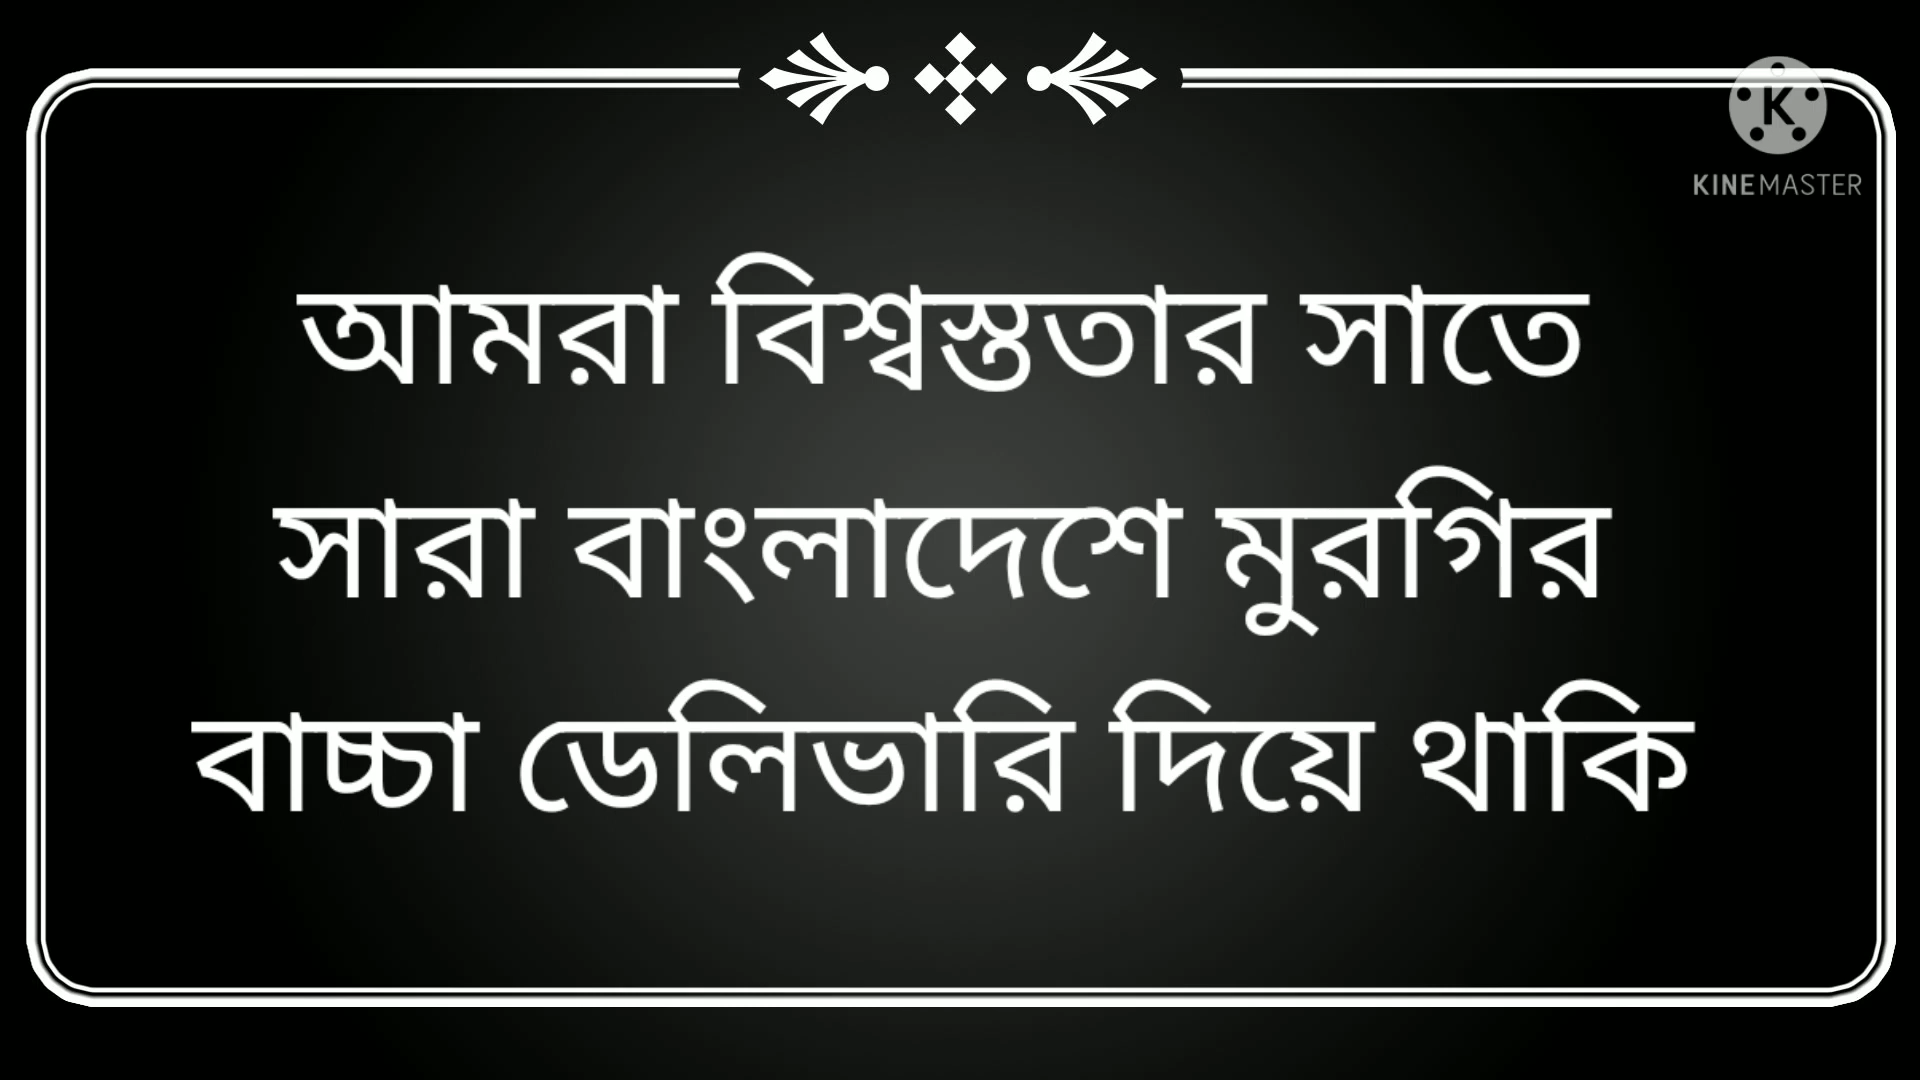 KINEMASTER
আমরা বিশ্বস্ততার সাতে
সারা বাংলাদেশে মুরগির
বাচ্চা ডেলিভারি দিয়ে থাকি